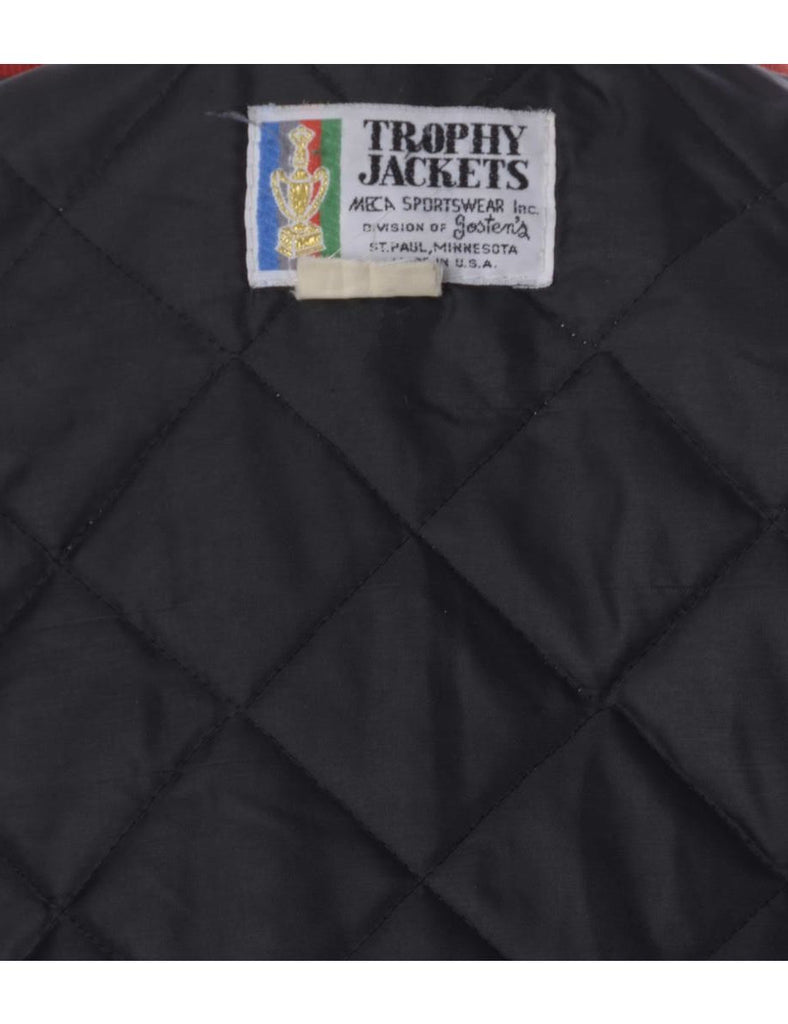 TROPHY
JACKETS
MECA SPORTSWEAR Inc.
DIVISION OF Josten's
ST. PAUL, MINNESOTA
IN U.S.A.